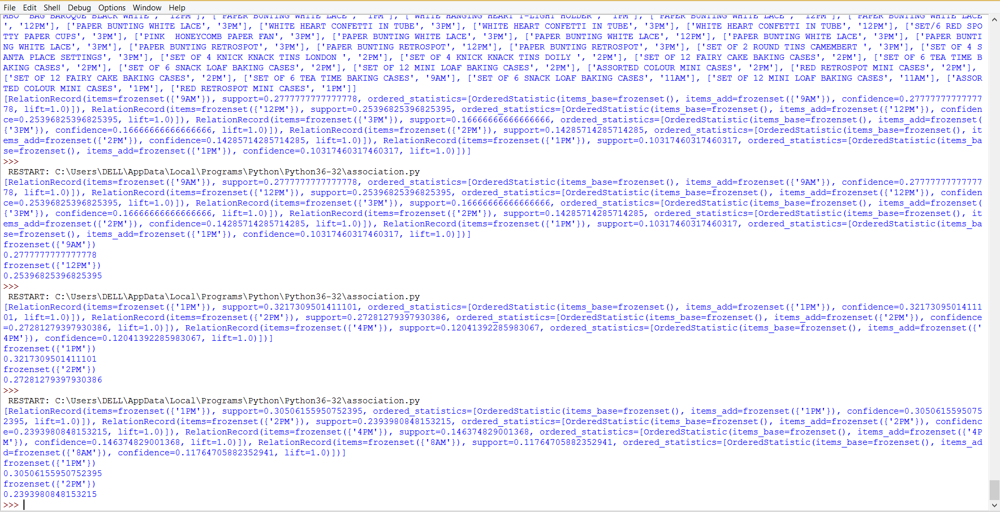 File Edit Shell Debug Options Window Help
MBO  BAG BAROQUE BLACK WHITE', '12PM'], ['PAPER BUNTING WHITE LACE', '1PM'], ['WHITE HANGING HEART T-LIGHT HOLDER', '1PM'], ['PAPER BUNTING WHITE LACE', '12PM'], ['PAPER BUNTING WHITE LACE
', '12PM'], ['PAPER BUNTING WHITE LACE', '3PM'], ['WHITE HEART CONFETTI IN TUBE', '3PM'], ['WHITE HEART CONFETTI IN TUBE', '3PM'], ['WHITE HEART CONFETTI IN TUBE', '12PM'], ['SET/6 RED SPO
TTY PAPER CUPS', '3PM'], ['PINK  HONEYCOMB PAPER FAN', '3PM'], ['PAPER BUNTING WHITE LACE', '3PM'], ['PAPER BUNTING WHITE LACE', '12PM'], ['PAPER BUNTING WHITE LACE', '3PM'], ['PAPER BUNTI
NG WHITE LACE', '3PM'], ['PAPER BUNTING RETROSPOT', '3PM'], ['PAPER BUNTING RETROSPOT', '12PM'], ['PAPER BUNTING RETROSPOT', '3PM'], ['SET OF 2 ROUND TINS CAMEMBERT ', '3PM'], ['SET OF 4 S
ANTA PLACE SETTINGS', '3PM'], ['SET OF 4 KNICK KNACK TINS LONDON ', '2PM'], ['SET OF 4 KNICK KNACK TINS DOILY ', '2PM'], ['SET OF 12 FAIRY CAKE BAKING CASES', '2PM'], ['SET OF 6 TEA TIME B
AKING CASES', '2PM'], ['SET OF 6 SNACK LOAF BAKING CASES', '2PM'], ['SET OF 12 MINI LOAF BAKING CASES', '2PM'], ['ASSORTED COLOUR MINI CASES', '2PM'], ['RED RETROSPOT MINI CASES', '2PM'],
['SET OF 12 FAIRY CAKE BAKING CASES', '2PM'], ['SET OF 6 TEA TIME BAKING CASES', '9AM'], ['SET OF 6 SNACK LOAF BAKING CASES', '11AM'], ['SET OF 12 MINI LOAF BAKING CASES', '11AM'], ['ASSOR
TED COLOUR MINI CASES', '1PM'], ['RED RETROSPOT MINI CASES', '1PM']]
[RelationRecord(items=frozenset({'9AM'}), support=0.2777777777777778, ordered_statistics=[OrderedStatistic(items_base=frozenset(), items_add=frozenset({'9AM'}), confidence=0.27777777777777
78, lift=1.0)]), RelationRecord(items=frozenset({'12PM'}), support=0.25396825396825395, ordered_statistics=[OrderedStatistic(items_base=frozenset(), items_add=frozenset({'12PM'}), confiden
ce=0.25396825396825395, lift=1.0)]), RelationRecord(items=frozenset({'3PM'}), support=0.16666666666666666, ordered_statistics=[OrderedStatistic(items_base=frozenset(), items_add=frozenset(
{'3PM'}), confidence=0.16666666666666666, lift=1.0)]), RelationRecord(items=frozenset({'2PM'}), support=0.14285714285714285, ordered_statistics=[OrderedStatistic(items_base=frozenset(), it
ems_add=frozenset({'2PM'}), confidence=0.14285714285714285, lift=1.0)]), RelationRecord(items=frozenset({'1PM'}), support=0.10317460317460317, ordered_statistics=[OrderedStatistic(items_ba
se=frozenset(), items_add=frozenset({'1PM'}), confidence=0.10317460317460317, lift=1.0)])]
>>>
RESTART: C:\Users\DELL\AppData\Local\Programs\Python\Python36-32\association.py
[RelationRecord(items=frozenset({'9AM'}), support=0.2777777777777778, ordered_statistics=[OrderedStatistic(items_base=frozenset(), items_add=frozenset({'9AM'}), confidence=0.27777777777777
78, lift=1.0)]), RelationRecord(items=frozenset({'12PM'}), support=0.25396825396825395, ordered_statistics=[OrderedStatistic(items_base=frozenset(), items_add=frozenset({'12PM'}), confiden
ce=0.25396825396825395, lift=1.0)]), RelationRecord(items=frozenset({'3PM'}), support=0.16666666666666666, ordered_statistics=[OrderedStatistic(items_base=frozenset(), items_add=frozenset(
{'3PM'}), confidence=0.16666666666666666, lift=1.0)]), RelationRecord(items=frozenset({'2PM'}), support=0.14285714285714285, ordered_statistics=[OrderedStatistic(items_base=frozenset(), it
ems_add=frozenset({'2PM'}), confidence=0.14285714285714285, lift=1.0)]), RelationRecord(items=frozenset({'1PM'}), support=0.10317460317460317, ordered_statistics=[OrderedStatistic(items_ba
se=frozenset(), items_add=frozenset({'1PM'}), confidence=0.10317460317460317, lift=1.0)])]
frozenset({'9AM'})
0.2777777777777778
frozenset({'12PM'})
0.25396825396825395
>>>
RESTART: C:\Users\DELL\AppData\Local\Programs\Python\Python36-32\association.py
[RelationRecord(items=frozenset({'1PM'}), support=0.3217309501411101, ordered_statistics=[OrderedStatistic(items_base=frozenset(), items_add=frozenset({'1PM'}), confidence=0.32173095014111
01, lift=1.0)]), RelationRecord(items=frozenset({'2PM'}), support=0.27281279397930386, ordered_statistics=[OrderedStatistic(items_base=frozenset(), items_add=frozenset({'2PM'}), confidence
=0.27281279397930386, lift=1.0)]), RelationRecord(items=frozenset({'4PM'}), support=0.12041392285983067, ordered_statistics=[OrderedStatistic(items_base=frozenset(), items_add=frozenset({'
4PM'}), confidence=0.12041392285983067, lift=1.0)])]
frozenset({'1PM'})
0.3217309501411101
frozenset({'2PM'})
0.27281279397930386
>>>
RESTART: C:\Users\DELL\AppData\Local\Programs\Python\Python36-32\association.py
[RelationRecord(items=frozenset({'1PM'}), support=0.30506155950752395, ordered_statistics=[OrderedStatistic(items_base=frozenset(), items_add=frozenset({'1PM'}), confidence=0.3050615595075
2395, lift=1.0)]), RelationRecord(items=frozenset({'2PM'}), support=0.2393980848153215, ordered_statistics=[OrderedStatistic(items_base=frozenset(), items_add=frozenset({'2PM'}), confidenc
e=0.2393980848153215, lift=1.0)]), RelationRecord(items=frozenset({'4PM'}), support=0.146374829001368, ordered_statistics=[OrderedStatistic(items_base=frozenset(), items_add=frozenset({'4P
M'}), confidence=0.146374829001368, lift=1.0)]), RelationRecord(items=frozenset({'8AM'}), support=0.11764705882352941, ordered_statistics=[OrderedStatistic(items_base=frozenset(), items_ad
d=frozenset({'8AM'}), confidence=0.11764705882352941, lift=1.0)])]
frozenset({'1PM'})
0.30506155950752395
frozenset({'2PM'})
0.2393980848153215
>>>